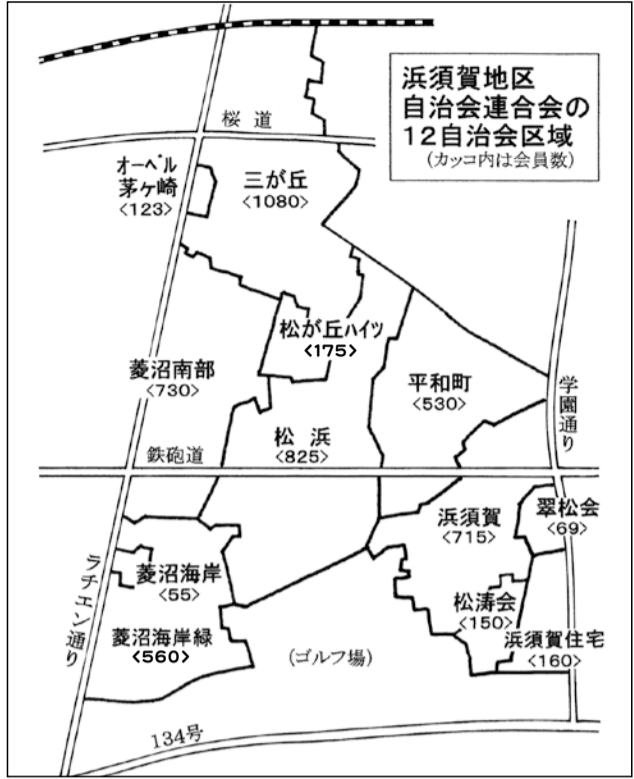 浜須賀地区
自治会連合会の
12自治会区域
(カッコ内は会員数)
桜道
オーベル
茅ヶ崎
<123>
三が丘
<1080>
松が丘ハイツ
<175>
菱沼南部
<730>
平和町
<530>
学園通り
松浜
<825>
鉄砲道
浜須賀
<715>
翠松会
<69>
菱沼海岸
<55>
松涛会
<150>
ラチエン通り
菱沼海岸緑
<560>
(ゴルフ場)
浜須賀住宅
<160>
134号